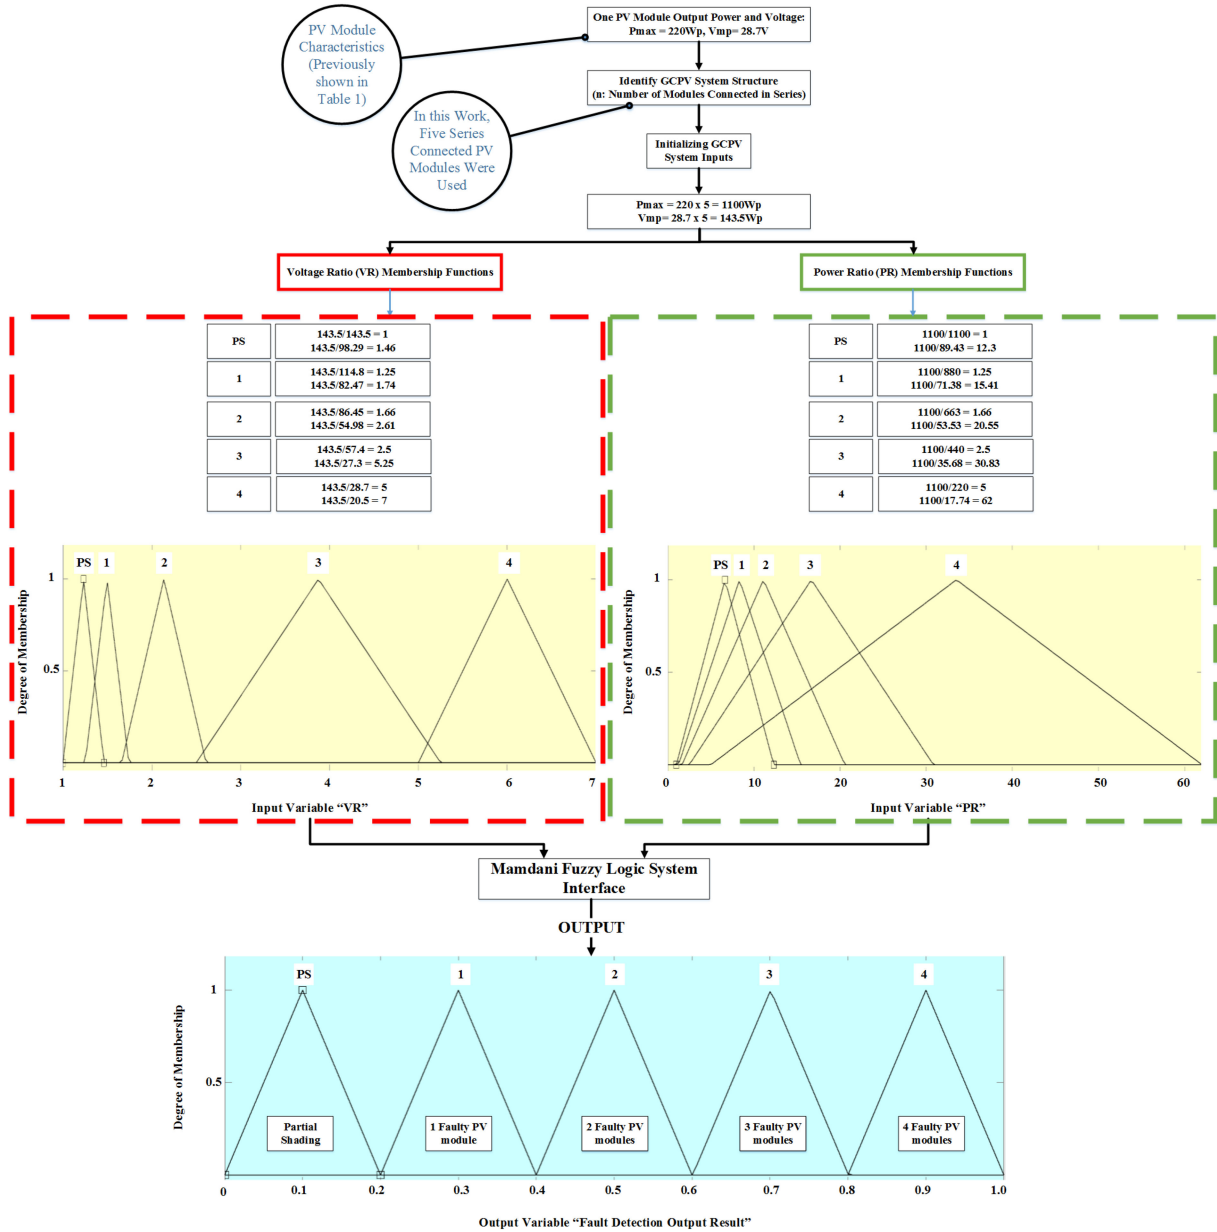 PV Module
Characteristics
(Previously
shown in
Table 1)
One PV Module Output Power and Voltage:
Pmax = 220Wp, Vmp= 28.7V
Identify GCPV System Structure
(n: Number of Modules Connected in Series)
In this Work,
Five Series
Connected PV
Modules Were
Used
Initializing GCPV
System Inputs
Pmax = 220 x 5 = 1100Wp
Vmp= 28.7 x 5 = 143.5Wp
Voltage Ratio (VR) Membership Functions
Power Ratio (PR) Membership Functions
PS
143.5/143.5 = 1
143.5/98.29 = 1.46
1
143.5/114.8 = 1.25
143.5/82.47 = 1.74
2
143.5/86.45 = 1.66
143.5/54.98 = 2.61
3
143.5/57.4 = 2.5
143.5/27.3 = 5.25
4
143.5/28.7 = 5
143.5/20.5 = 7
PS
1100/1100 = 1
1100/89.43 = 12.3
1
1100/880 = 1.25
1100/71.38 = 15.41
2
1100/663 = 1.66
1100/53.53 = 20.55
3
1100/440 = 2.5
1100/35.68 = 30.83
4
1100/220 = 5
1100/17.74 = 62
PS 1 2 3 4
1
0.5
Degree of Membership
1 2 3 4 5 6 7
Input Variable “VR”
PS 1 2 3 4
1
0.5
Degree of Membership
0 10 20 30 40 50 60
Input Variable “PR”
Mamdani Fuzzy Logic System
Interface
OUTPUT
PS 1 2 3 4
1
0.5
Degree of Membership
Partial
Shading
1 Faulty PV
module
2 Faulty PV
modules
3 Faulty PV
modules
4 Faulty PV
modules
0 0.1 0.2 0.3 0.4 0.5 0.6 0.7 0.8 0.9 1.0
Output Variable “Fault Detection Output Result”